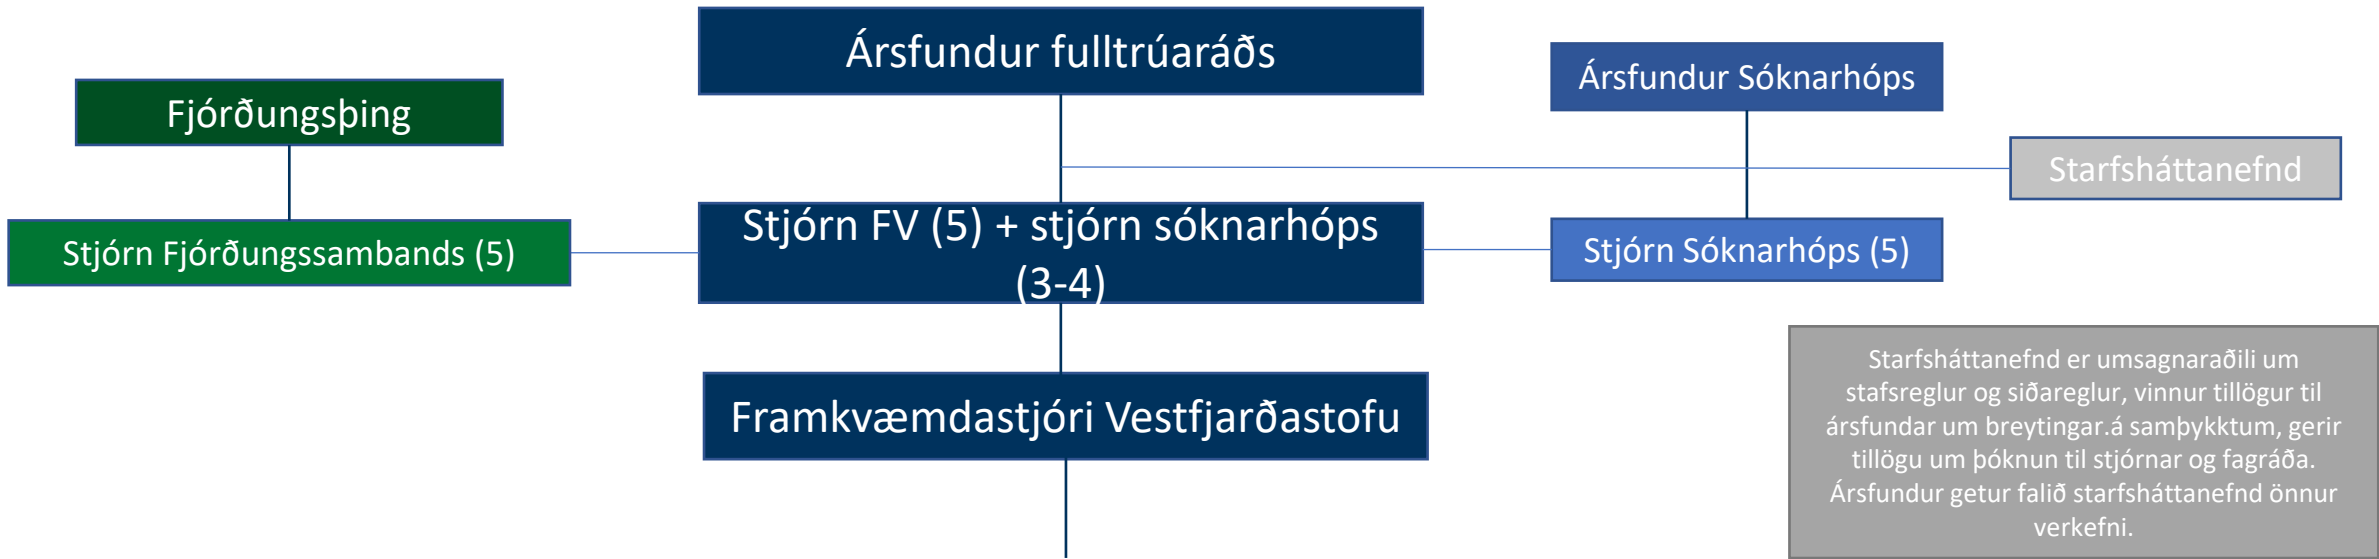 Ársfundur fulltrúaráðs
Ársfundur Sóknarhóps
Fjórðungsþing
Starfsháttanefnd
Stjórn Fjórðungssambands (5)
Stjórn FV (5) + stjórn sóknarhóps
(3-4)
Stjórn Sóknarhóps (5)
Framkvæmdastjóri Vestfjarðastofu
Starfsháttanefnd er umsagnaraðili um
stafsreglur og siðareglur, vinnur tillögur til
ársfundar um breytingar.á samþykktum, gerir
tillögu um þóknun til stjórnar og fagráða.
Ársfundur getur falið starfsháttanefnd önnur
verkefni.